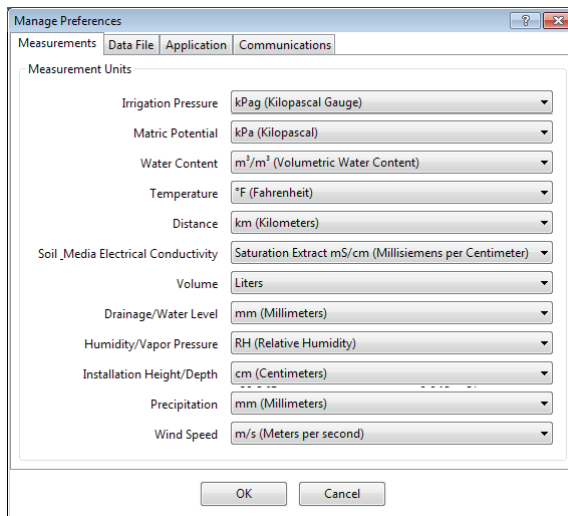 Manage Preferences
Measurements Data File Application Communications
Measurement Units
Irrigation Pressure kPag (Kilopascal Gauge)
Matric Potential kPa (Kilopascal)
Water Content m³/m³ (Volumetric Water Content)
Temperature °F (Fahrenheit)
Distance km (Kilometers)
Soil_Media Electrical Conductivity Saturation Extract mS/cm (Millisiemens per Centimeter)
Volume Liters
Drainage/Water Level mm (Millimeters)
Humidity/Vapor Pressure RH (Relative Humidity)
Installation Height/Depth cm (Centimeters)
Precipitation mm (Millimeters)
Wind Speed m/s (Meters per second)
OK Cancel